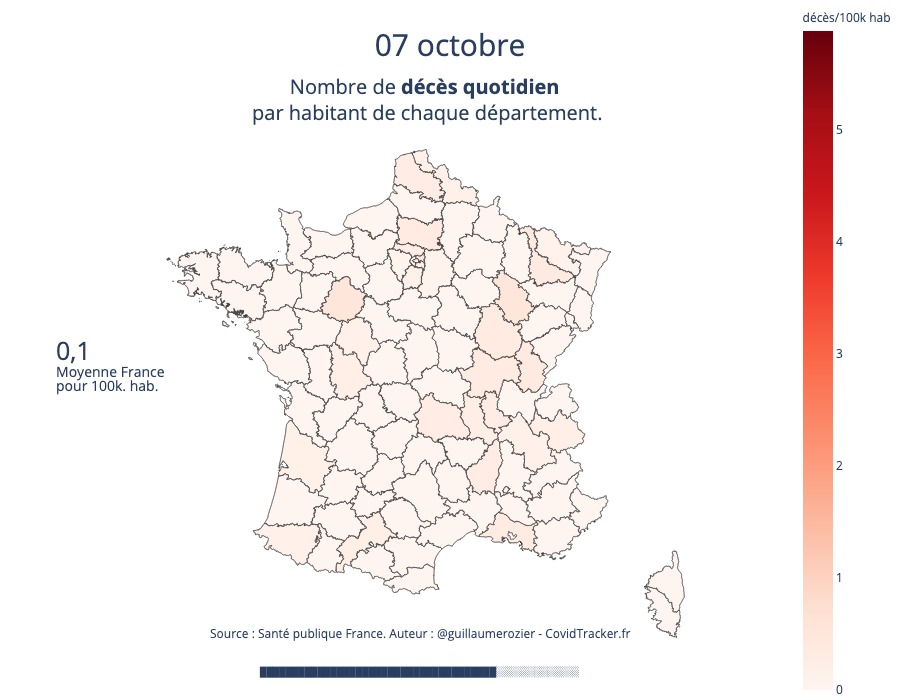 décès/100k hab
07 octobre
Nombre de décès quotidien
par habitant de chaque département.
5
4
3
2
1
0
0,1
Moyenne France
pour 100k. hab.
Source : Santé publique France. Auteur : @guillaumerozier - CovidTracker.fr